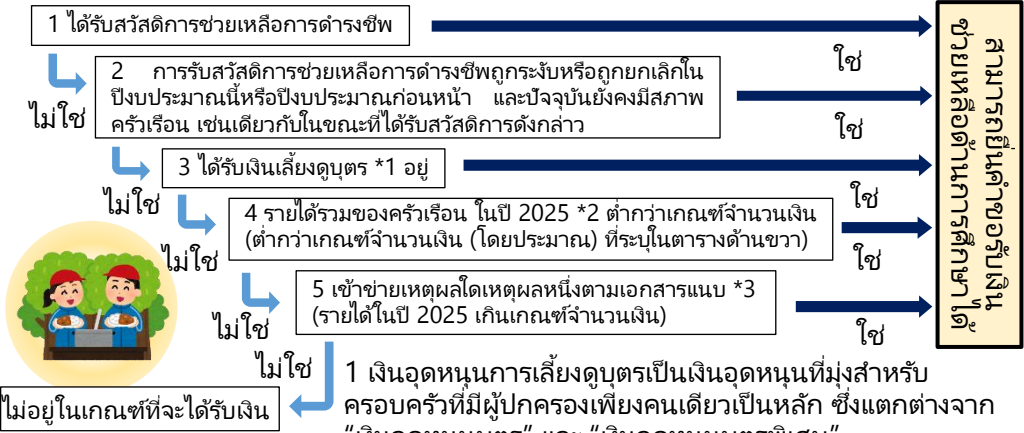 1 ได้รับสวัสดิการช่วยเหลือการดำรงชีพ
ใช่
ไม่ใช่
2 การรับสวัสดิการช่วยเหลือการดำรงชีพถูกระงับหรือถูกยกเลิกใน
ปีงบประมาณนี้หรือปีงบประมาณก่อนหน้า และปัจจุบันยังคงมีสภาพ
ครัวเรือน เช่นเดียวกับในขณะที่ได้รับสวัสดิการดังกล่าว
ใช่
ไม่ใช่
3 ได้รับเงินเลี้ยงดูบุตร *1 อยู่
ใช่
ไม่ใช่
4 รายได้รวมของครัวเรือน ในปี 2025 *2 ต่ำกว่าเกณฑ์จำนวนเงิน
(ต่ำกว่าเกณฑ์จำนวนเงิน (โดยประมาณ) ที่ระบุในตารางด้านขวา)
ใช่
ไม่ใช่
5 เข้าข่ายเหตุผลใดเหตุผลหนึ่งตามเอกสารแนบ *3
(รายได้ในปี 2025 เกินเกณฑ์จำนวนเงิน)
ใช่
ไม่ใช่
สามารถยื่นคำขอรับเงิน
ช่วยเหลือด้านการศึกษาได้
ไม่อยู่ในเกณฑ์ที่จะได้รับเงิน
1 เงินอุดหนุนการเลี้ยงดูบุตรเป็นเงินอุดหนุนที่มุ่งสำหรับ
ครอบครัวที่มีผู้ปกครองเพียงคนเดียวเป็นหลัก ซึ่งแตกต่างจาก